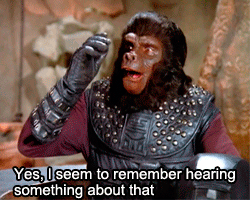 Yes, I seem to remember hearing
something about that